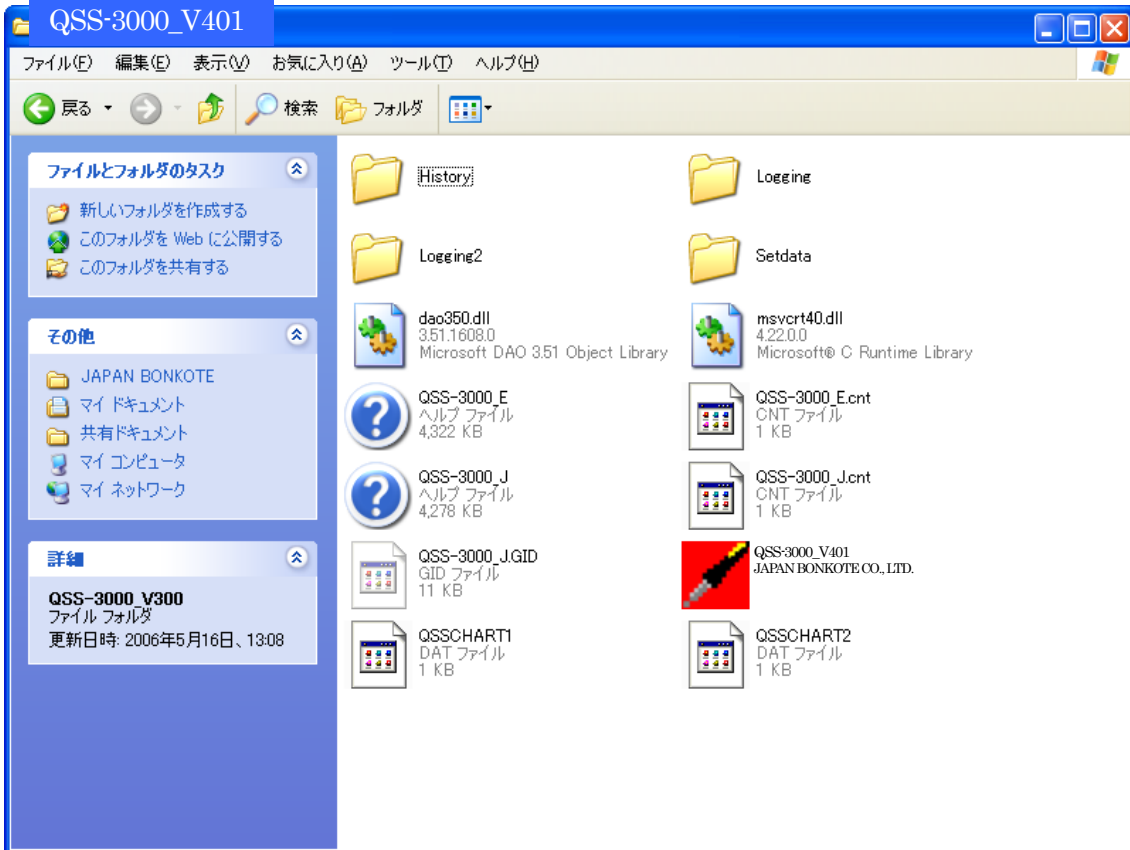 QSS-3000_V401
ファイル(F) 編集(E) 表示(V) お気に入り(A) ツール(T) ヘルプ(H)
戻る 検索 フォルダ
ファイルとフォルダのタスク
新しいフォルダを作成する
このフォルダを Web に公開する
このフォルダを共有する
その他
JAPAN BONKOTE
マイ ドキュメント
共有ドキュメント
マイ コンピュータ
マイ ネットワーク
詳細
QSS-3000_V300
ファイル フォルダ
更新日時: 2006年5月16日、13:08
History
Logging
Logging2
Setdata
dao350.dll
3.51.1608.0
Microsoft DAO 3.51 Object Library
msvcrt40.dll
4.22.0.0
Microsoft® C Runtime Library
QSS-3000_E
ヘルプ ファイル
4,322 KB
QSS-3000_E.cnt
CNT ファイル
1 KB
QSS-3000_J
ヘルプ ファイル
4,278 KB
QSS-3000_J.cnt
CNT ファイル
1 KB
QSS-3000_J.GID
GID ファイル
11 KB
QSS-3000_V401
JAPAN BONKOTE CO., LTD.
QSSCHART1
DAT ファイル
1 KB
QSSCHART2
DAT ファイル
1 KB